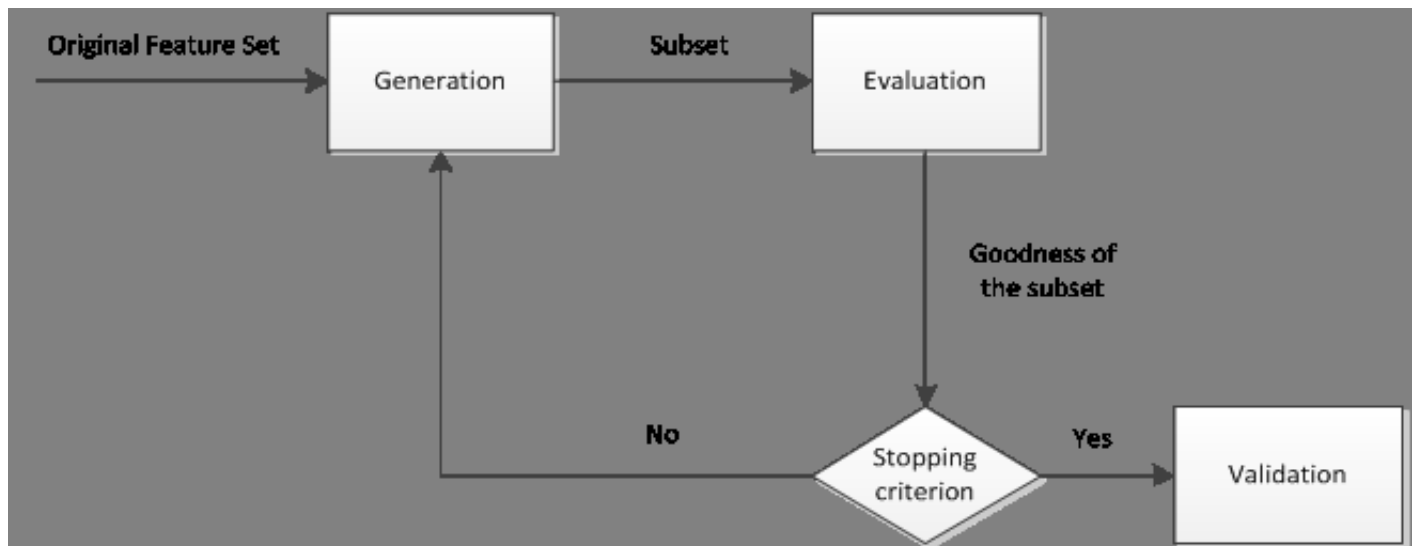 Original Feature Set
Subset
Generation
Evaluation
Goodness of
the subset
No
Yes
Stopping
criterion
Validation